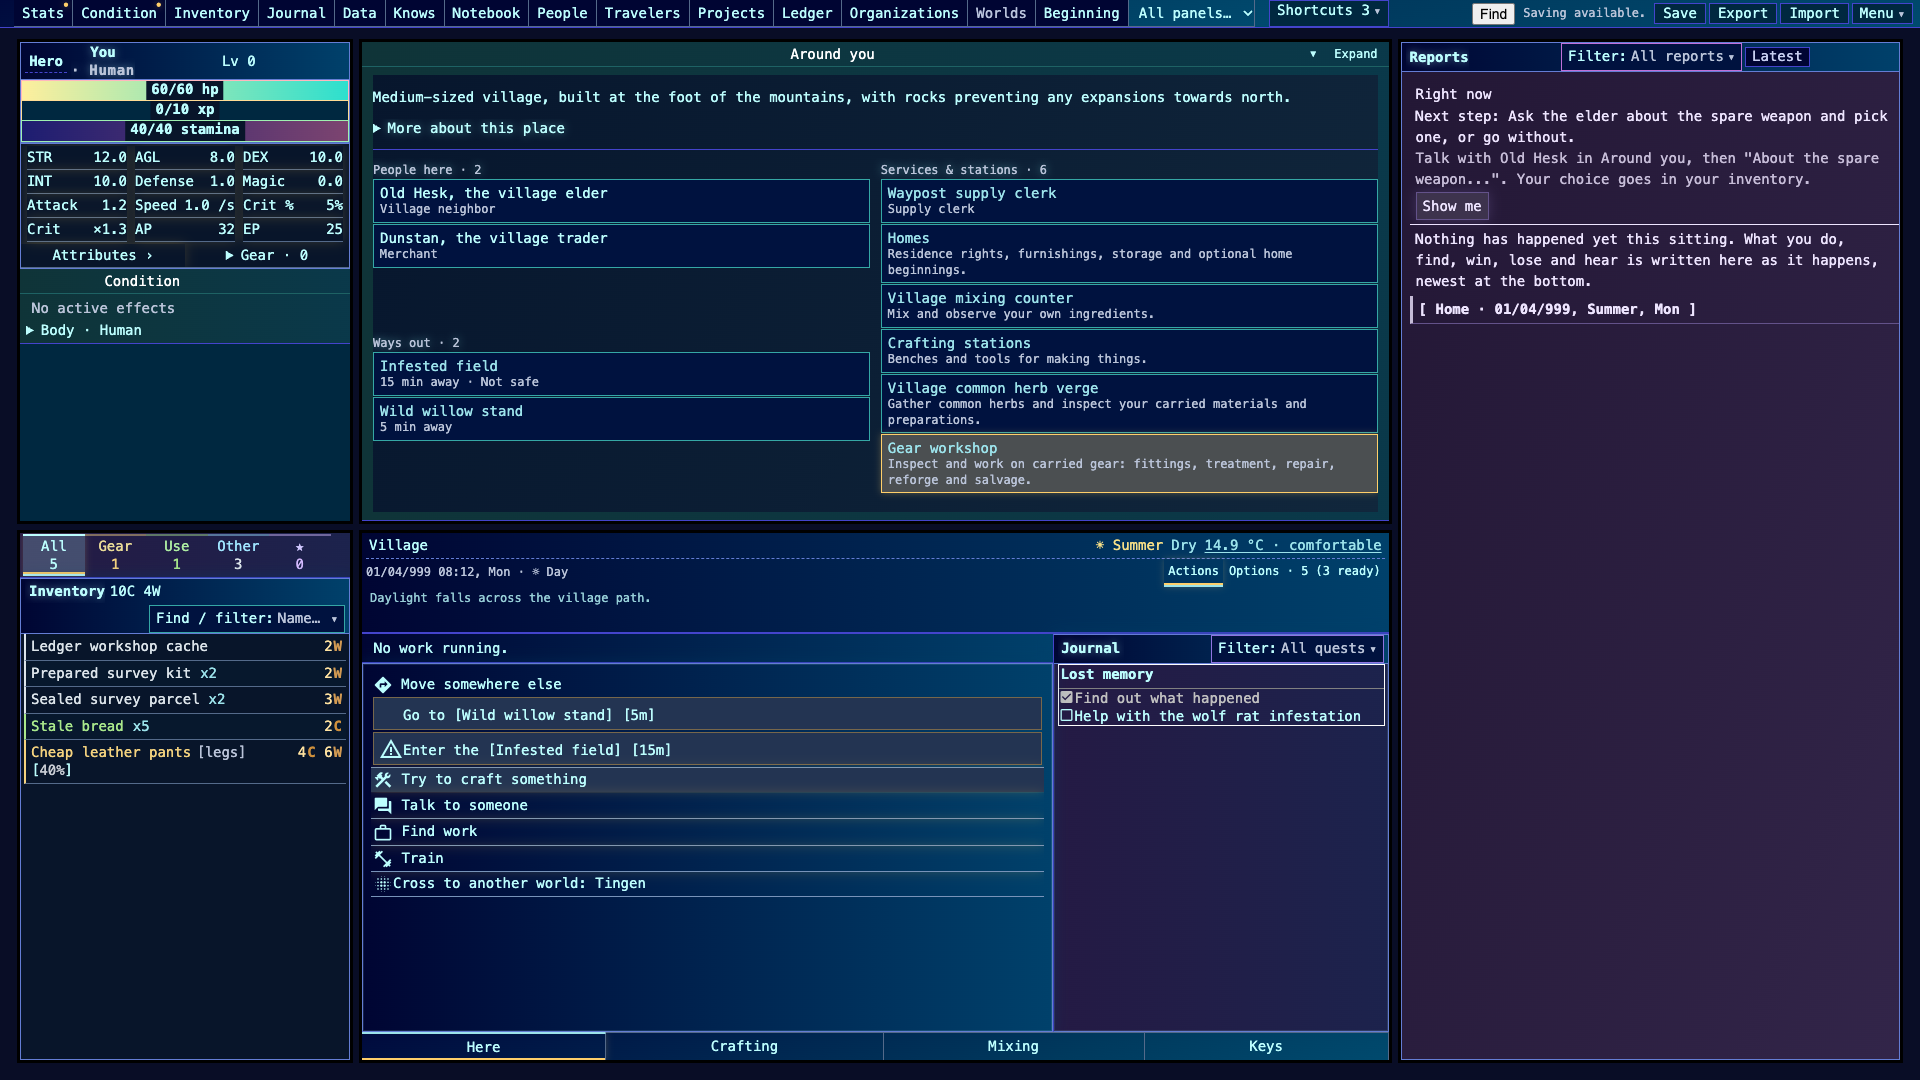 Stats
Condition
Inventory
Journal
Data
Knows
Notebook
People
Travelers
Projects
Ledger
Organizations
Worlds
Beginning
All panels…
Shortcuts 3
Find
Saving available.
Save
Export
Import
Menu
Hero · You Human Lv 0
60/60 hp
0/10 xp
40/40 stamina
STR 12.0 AGL 8.0 DEX 10.0
INT 10.0 Defense 1.0 Magic 0.0
Attack 1.2 Speed 1.0 /s Crit % 5%
Crit ×1.3 AP 32 EP 25
Attributes ›
Gear · 0
Condition
No active effects
Body · Human
All 5
Gear 1
Use 1
Other 3
★ 0
Inventory 10C 4W
Find / filter: Name…
Ledger workshop cache 2W
Prepared survey kit x2 2W
Sealed survey parcel x2 3W
Stale bread x5 2C
Cheap leather pants [legs] 4C 6W
[40%]
Around you
Expand
Medium-sized village, built at the foot of the mountains, with rocks preventing any expansions towards north.
More about this place
People here · 2
Old Hesk, the village elder
Village neighbor
Dunstan, the village trader
Merchant
Ways out · 2
Infested field
15 min away · Not safe
Wild willow stand
5 min away
Services & stations · 6
Waypost supply clerk
Supply clerk
Homes
Residence rights, furnishings, storage and optional home
beginnings.
Village mixing counter
Mix and observe your own ingredients.
Crafting stations
Benches and tools for making things.
Village common herb verge
Gather common herbs and inspect your carried materials and
preparations.
Gear workshop
Inspect and work on carried gear: fittings, treatment, repair,
reforge and salvage.
Village
☀ Summer Dry 14.9 °C · comfortable
01/04/999 08:12, Mon · ☀ Day
Actions
Options · 5 (3 ready)
Daylight falls across the village path.
No work running.
Move somewhere else
Go to [Wild willow stand] [5m]
Enter the [Infested field] [15m]
Try to craft something
Talk to someone
Find work
Train
Cross to another world: Tingen
Journal
Filter: All quests
Lost memory
Find out what happened
Help with the wolf rat infestation
Here
Crafting
Mixing
Keys
Reports
Filter: All reports
Latest
Right now
Next step: Ask the elder about the spare weapon and pick
one, or go without.
Talk with Old Hesk in Around you, then "About the spare
weapon...". Your choice goes in your inventory.
Show me
Nothing has happened yet this sitting. What you do,
find, win, lose and hear is written here as it happens,
newest at the bottom.
[ Home · 01/04/999, Summer, Mon ]